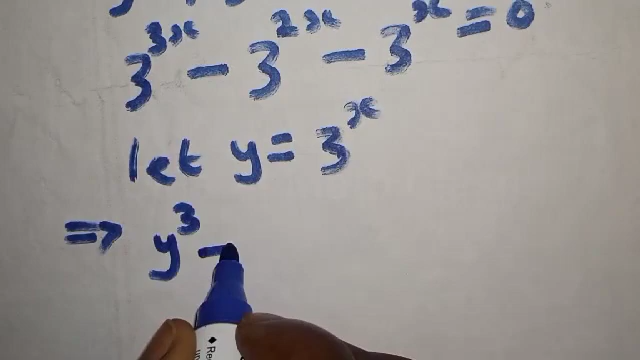 3^{3x} - 3^{2x} - 3^x = 0
let y = 3^x
⇒ y^3 -